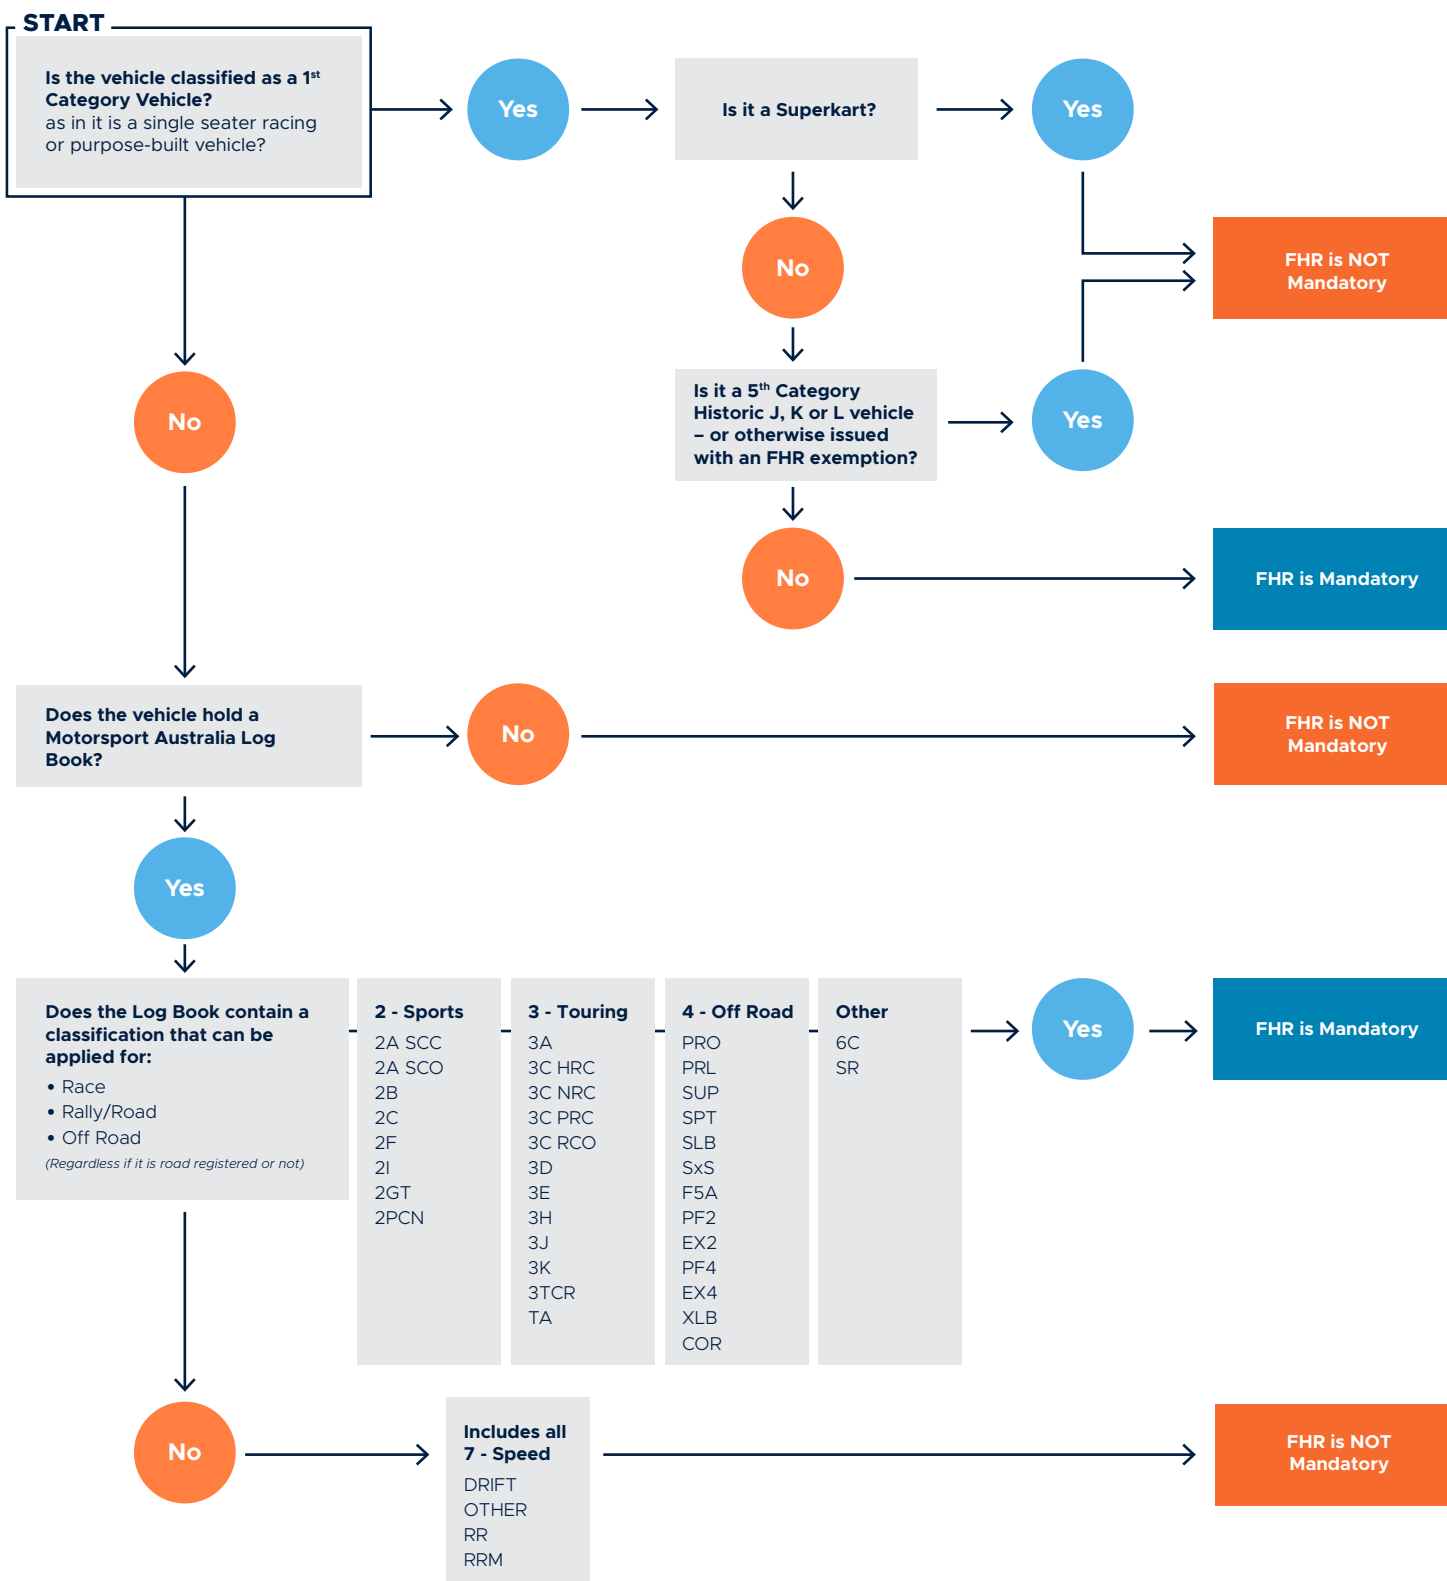 START
Is the vehicle classified as a 1st
Category Vehicle?
as in it is a single seater racing
or purpose-built vehicle?
Yes
Is it a Superkart?
Yes
No
FHR is NOT
Mandatory
Is it a 5th Category
Historic J, K or L vehicle
– or otherwise issued
with an FHR exemption?
Yes
No
No
FHR is Mandatory
Does the vehicle hold a
Motorsport Australia Log
Book?
No
FHR is NOT
Mandatory
Yes
Does the Log Book contain a
classification that can be
applied for:
• Race
• Rally/Road
• Off Road
(Regardless if it is road registered or not)
2 - Sports
2A SCC
2A SCO
2B
2C
2F
2I
2GT
2PCN
3 - Touring
3A
3C HRC
3C NRC
3C PRC
3C RCO
3D
3E
3H
3J
3K
3TCR
TA
4 - Off Road
PRO
PRL
SUP
SPT
SLB
SxS
F5A
PF2
EX2
PF4
EX4
XLB
COR
Other
6C
SR
Yes
FHR is Mandatory
No
Includes all
7 - Speed
DRIFT
OTHER
RR
RRM
FHR is NOT
Mandatory